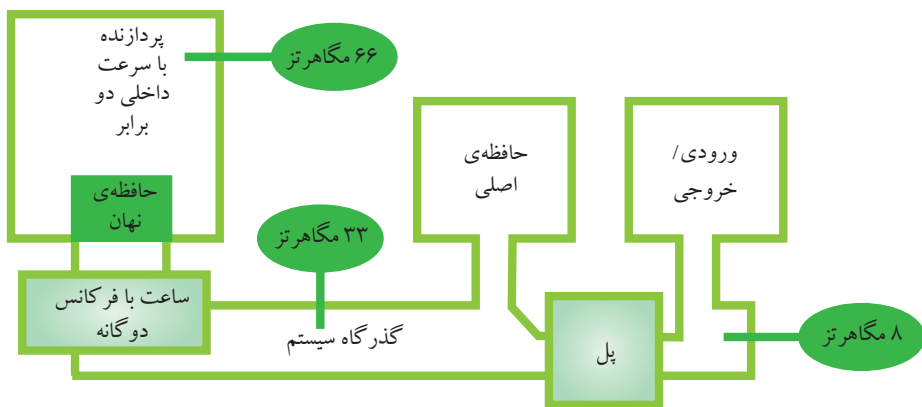 پردازنده
با سرعت
داخلی دو
برابر
۶۶ مگاهرتز
حافظه‌ی
نهان
حافظه‌ی
اصلی
ورودی/
خروجی
۳۳ مگاهرتز
ساعت با فرکانس
دوگانه
گذرگاه سیستم
پل
۸ مگاهرتز